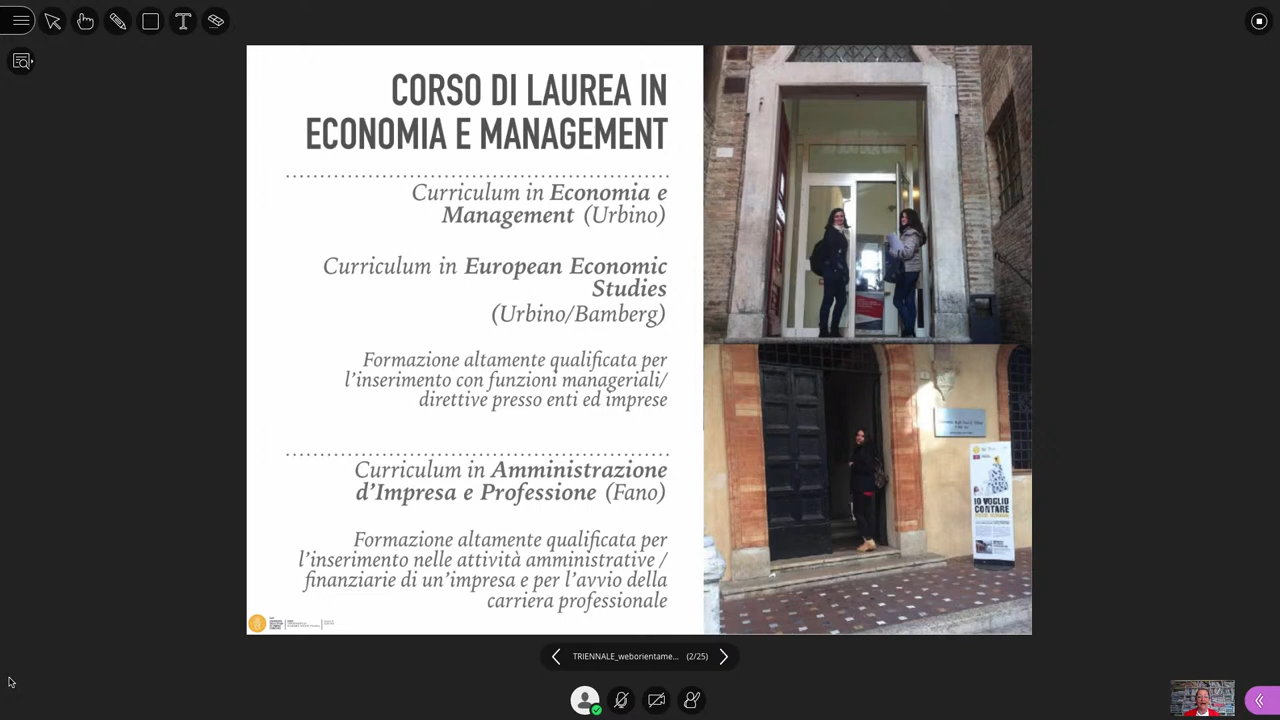 CORSO DI LAUREA IN
ECONOMIA E MANAGEMENT
Curriculum in Economia e
Management (Urbino)
Curriculum in European Economic
Studies
(Urbino/Bamberg)
Formazione altamente qualificata per
l’inserimento con funzioni manageriali/
direttive presso enti ed imprese
Curriculum in Amministrazione
d’Impresa e Professione (Fano)
Formazione altamente qualificata per
l’inserimento nelle attività amministrative /
finanziarie di un’impresa e per l’avvio della
carriera professionale
IO VOGLIO
CONTARE
TRIENNALE_weborientame... (2/25)